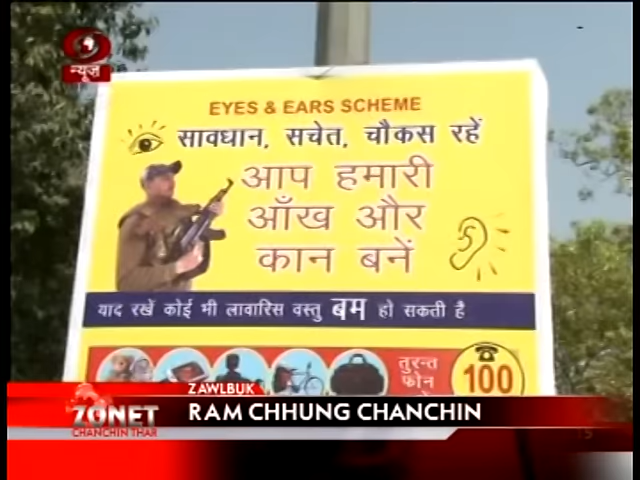 न्यूज़
EYES & EARS SCHEME
सावधान, सचेत, चौकस रहें
आप हमारी
आँख और
कान बनें
याद रखें कोई भी लावारिस वस्तु बम हो सकती है
तुरन्त
फोन
100
ZAWLBUK
ZONET
CHANCHIN THAR
RAM CHHUNG CHANCHIN